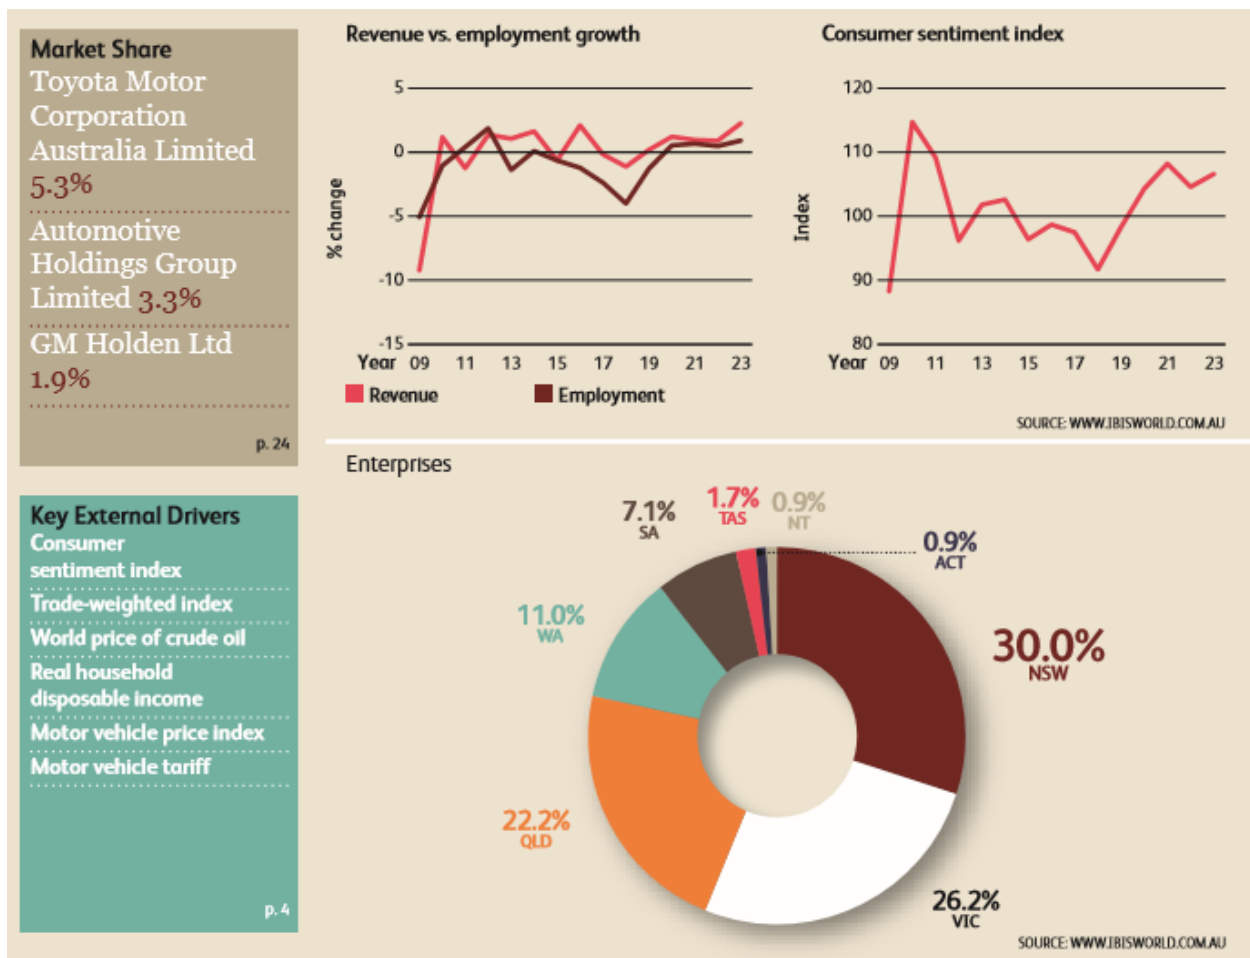 Market Share
Toyota Motor
Corporation
Australia Limited
5.3%
Automotive
Holdings Group
Limited 3.3%
GM Holden Ltd
1.9%
p. 24
Key External Drivers
Consumer
sentiment index
Trade-weighted index
World price of crude oil
Real household
disposable income
Motor vehicle price index
Motor vehicle tariff
p. 4
Revenue vs. employment growth
% change
5
0
-5
-10
-15
Year 09 11 13 15 17 19 21 23
Revenue
Employment
Consumer sentiment index
Index
120
110
100
90
80
Year 09 11 13 15 17 19 21 23
SOURCE: WWW.IBISWORLD.COM.AU
Enterprises
7.1%
SA
1.7%
TAS
0.9%
NT
0.9%
ACT
11.0%
WA
30.0%
NSW
22.2%
QLD
26.2%
VIC
SOURCE: WWW.IBISWORLD.COM.AU